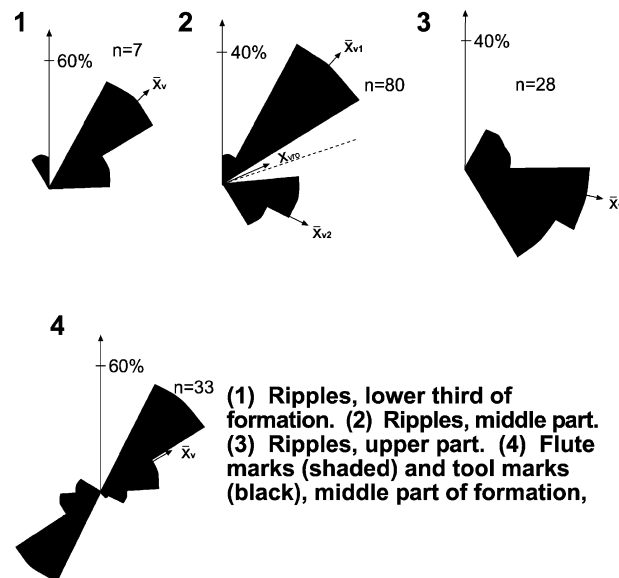 1
60%
n=7
X̄v
2
40%
X̄v1
n=80
X̄v2
3
40%
n=28
4
60%
n=33
X̄v
(1) Ripples, lower third of
formation. (2) Ripples, middle part.
(3) Ripples, upper part. (4) Flute
marks (shaded) and tool marks
(black), middle part of formation,